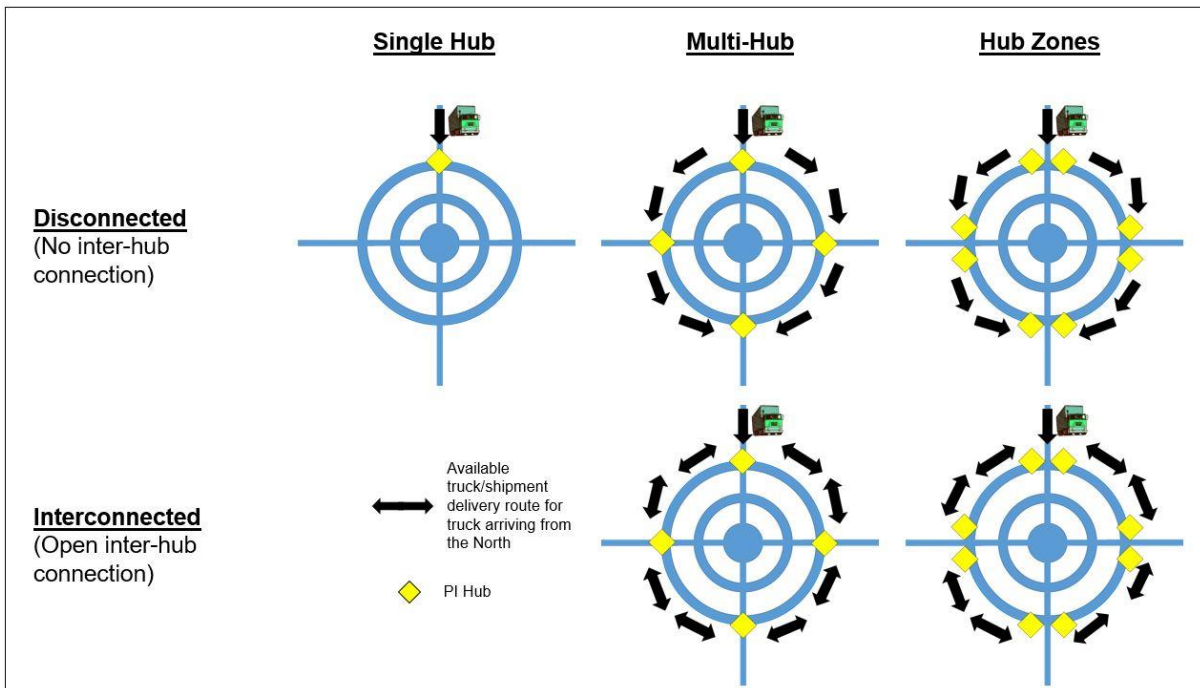 Single Hub
Multi-Hub
Hub Zones
Disconnected
(No inter-hub
connection)
Interconnected
(Open inter-hub
connection)
Available
truck/shipment
delivery route for
truck arriving from
the North
PI Hub